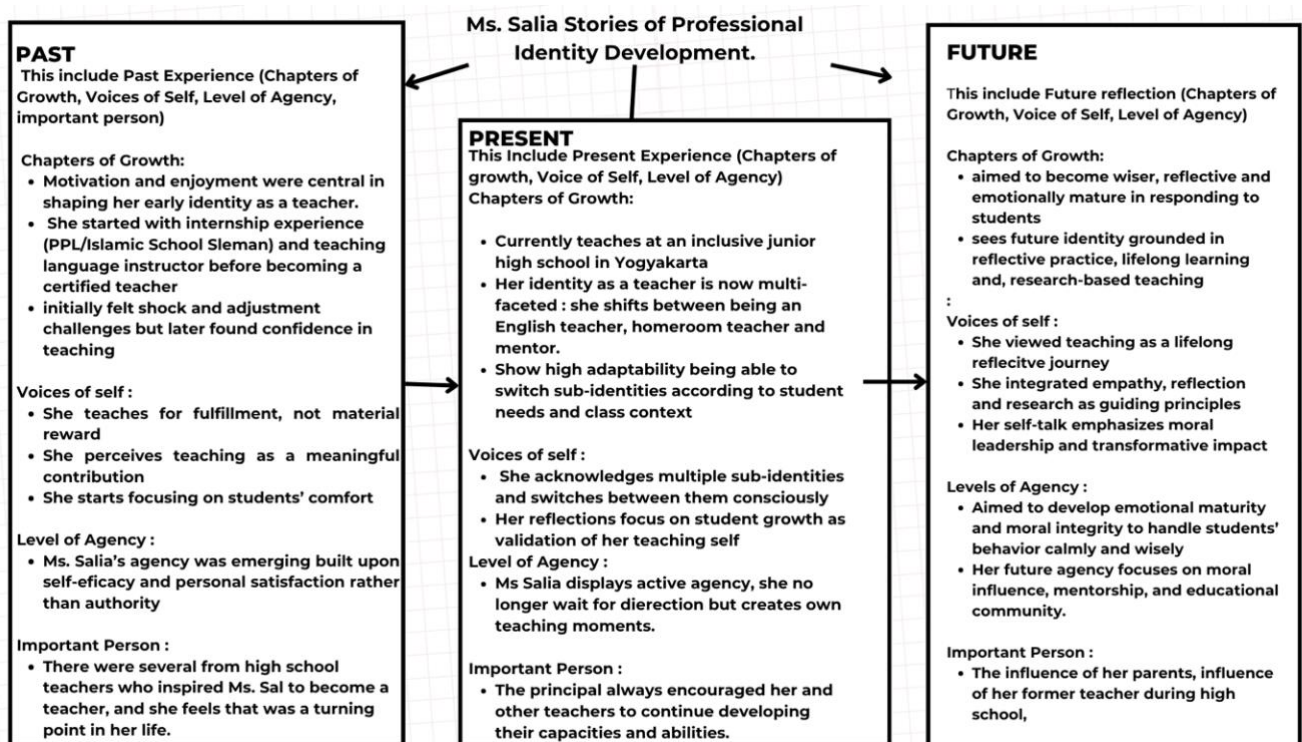 Ms. Salia Stories of Professional
Identity Development.
PAST
This include Past Experience (Chapters of
Growth, Voices of Self, Level of Agency,
important person)
Chapters of Growth:
• Motivation and enjoyment were central in
shaping her early identity as a teacher.
• She started with internship experience
(PPL/Islamic School Sleman) and teaching
language instructor before becoming a
certified teacher
• initially felt shock and adjustment
challenges but later found confidence in
teaching
Voices of self :
• She teaches for fulfillment, not material
reward
• She perceives teaching as a meaningful
contribution
• She starts focusing on students' comfort
Level of Agency :
• Ms. Salia's agency was emerging built upon
self-eficacy and personal satisfaction rather
than authority
Important Person :
• There were several from high school
teachers who inspired Ms. Sal to become a
teacher, and she feels that was a turning
point in her life.
PRESENT
This Include Present Experience (Chapters of
growth, Voice of Self, Level of Agency)
Chapters of Growth:
• Currently teaches at an inclusive junior
high school in Yogyakarta
• Her identity as a teacher is now multi-
faceted : she shifts between being an
English teacher, homeroom teacher and
mentor.
• Show high adaptability being able to
switch sub-identities according to student
needs and class context
Voices of self :
• She acknowledges multiple sub-identities
and switches between them consciously
• Her reflections focus on student growth as
validation of her teaching self
Level of Agency :
• Ms Salia displays active agency, she no
longer wait for dierection but creates own
teaching moments.
Important Person :
• The principal always encouraged her and
other teachers to continue developing
their capacities and abilities.
FUTURE
This include Future reflection (Chapters of
Growth, Voice of Self, Level of Agency)
Chapters of Growth:
• aimed to become wiser, reflective and
emotionally mature in responding to
students
• sees future identity grounded in
reflective practice, lifelong learning
and, research-based teaching
:
Voices of self :
• She viewed teaching as a lifelong
reflecitve journey
• She integrated empathy, reflection
and research as guiding principles
• Her self-talk emphasizes moral
leadership and transformative impact
Levels of Agency :
• Aimed to develop emotional maturity
and moral integrity to handle students'
behavior calmly and wisely
• Her future agency focuses on moral
influence, mentorship, and educational
community.
Important Person :
• The influence of her parents, influence
of her former teacher during high
school,